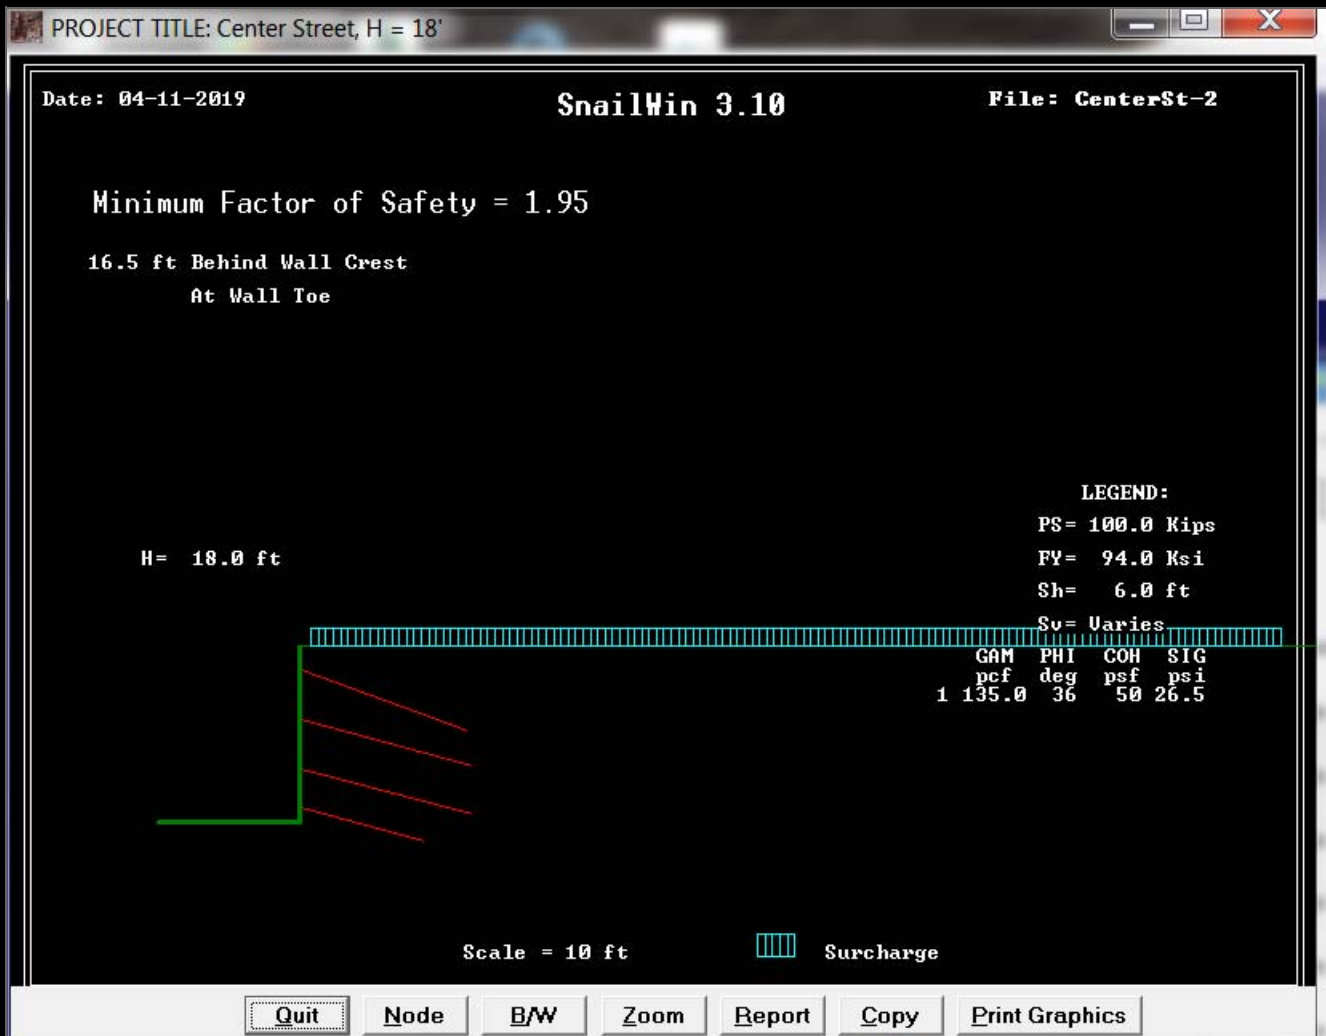 PROJECT TITLE: Center Street, H = 18'
Date: 04-11-2019
SnailWin 3.10
File: CenterSt-2
Minimum Factor of Safety = 1.95
16.5 ft Behind Wall Crest
At Wall Toe
LEGEND:
PS= 100.0 Kips
H= 18.0 ft
FY= 94.0 Ksi
Sh= 6.0 ft
Sv= Varies
GAM PHI COH SIG
pcf deg psf psi
1 135.0 36 50 26.5
Scale = 10 ft
Surcharge
Quit Node B/W Zoom Report Copy Print Graphics